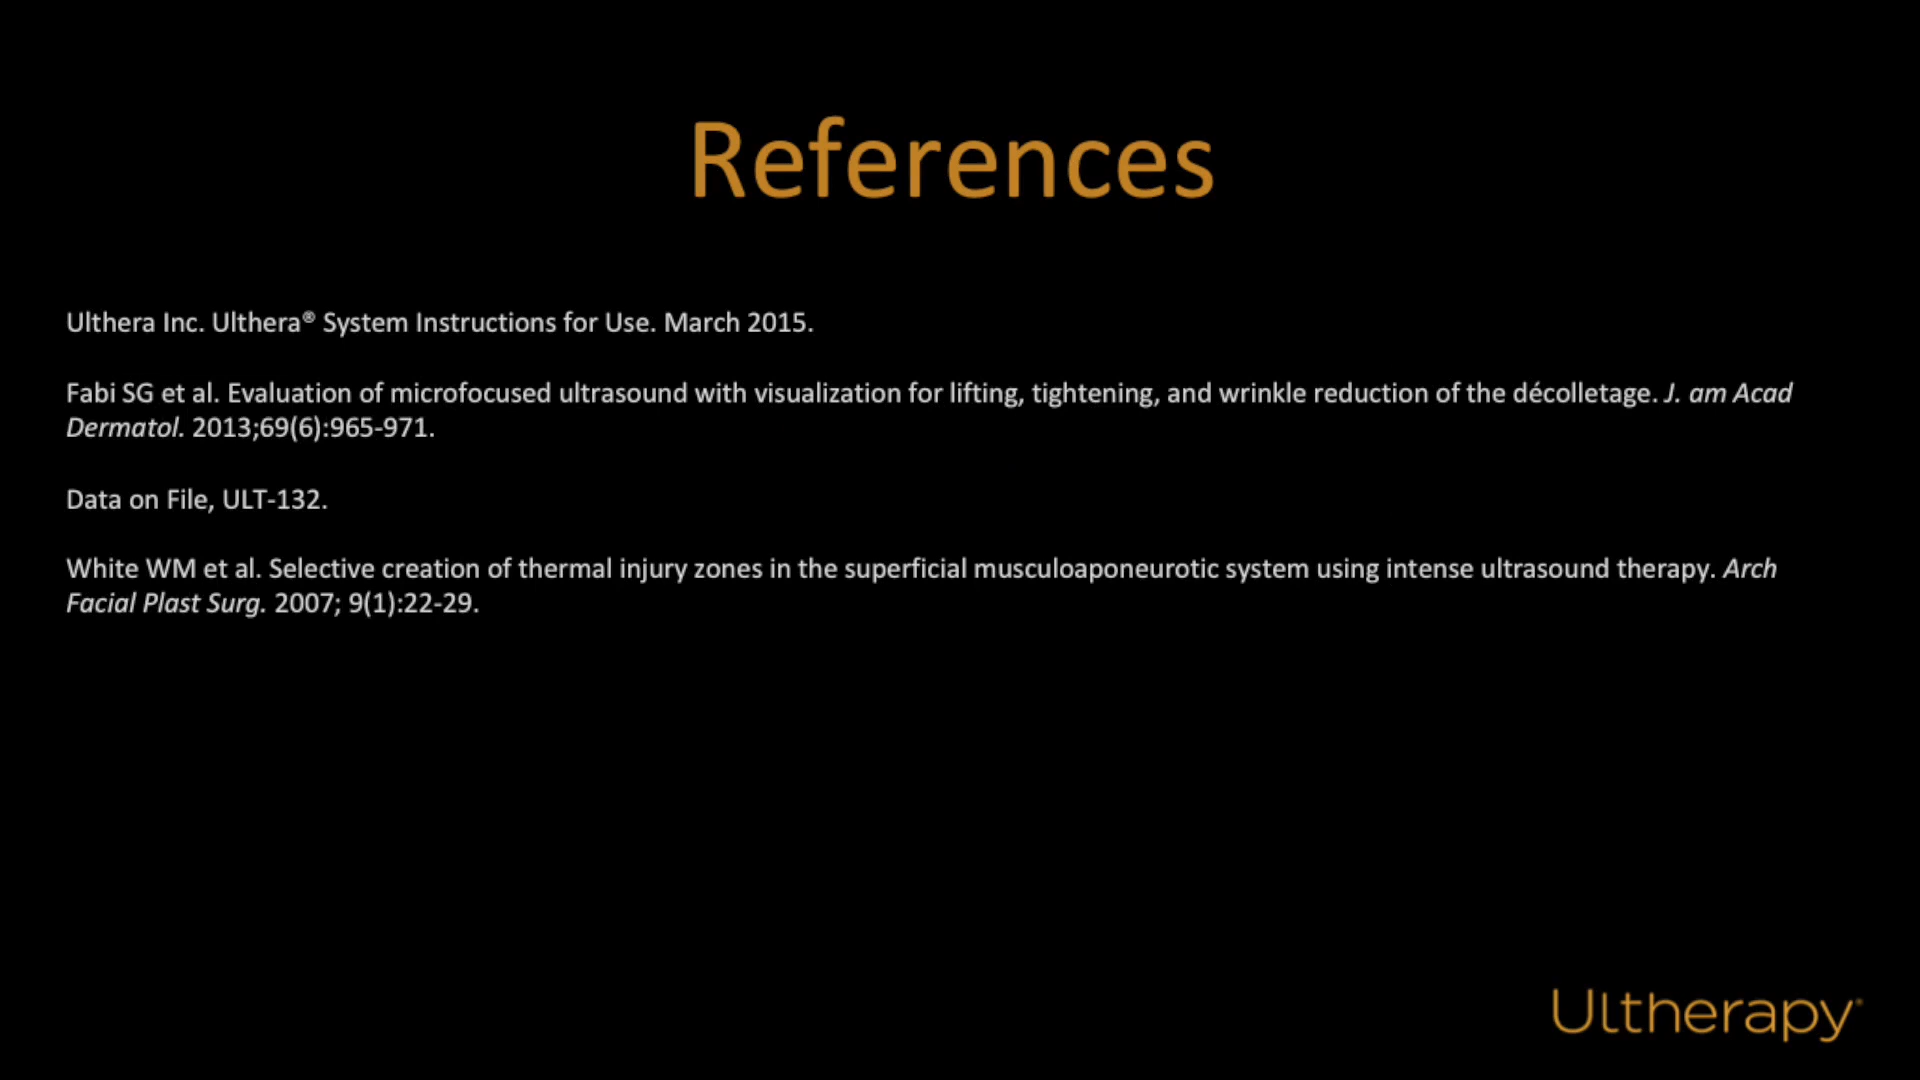 References
Ulthera Inc. Ulthera® System Instructions for Use. March 2015.
Fabi SG et al. Evaluation of microfocused ultrasound with visualization for lifting, tightening, and wrinkle reduction of the décolletage. J. am Acad
Dermatol. 2013;69(6):965-971.
Data on File, ULT-132.
White WM et al. Selective creation of thermal injury zones in the superficial musculoaponeurotic system using intense ultrasound therapy. Arch
Facial Plast Surg. 2007; 9(1):22-29.
Ultherapy®